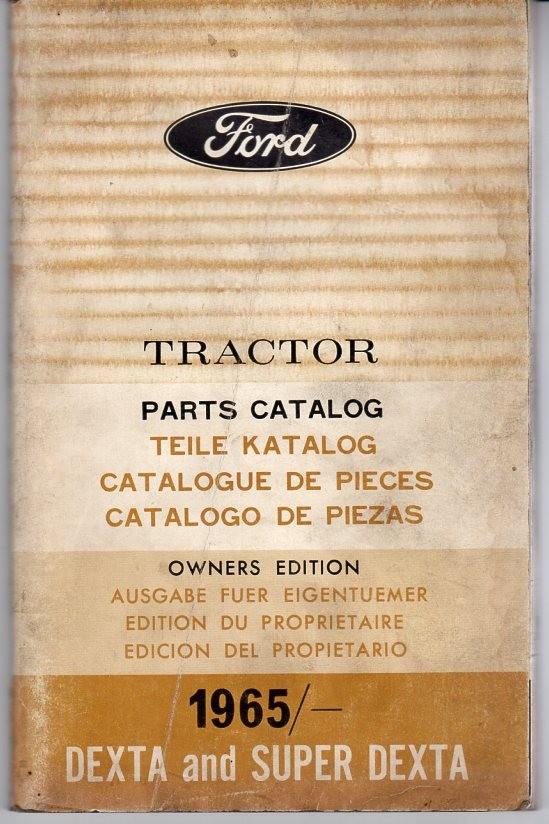 Ford
TRACTOR
PARTS CATALOG
TEILE KATALOG
CATALOGUE DE PIECES
CATALOGO DE PIEZAS
OWNERS EDITION
AUSGABE FUER EIGENTUEMER
EDITION DU PROPRIETAIRE
EDICION DEL PROPIETARIO
1965/—
DEXTA and SUPER DEXTA